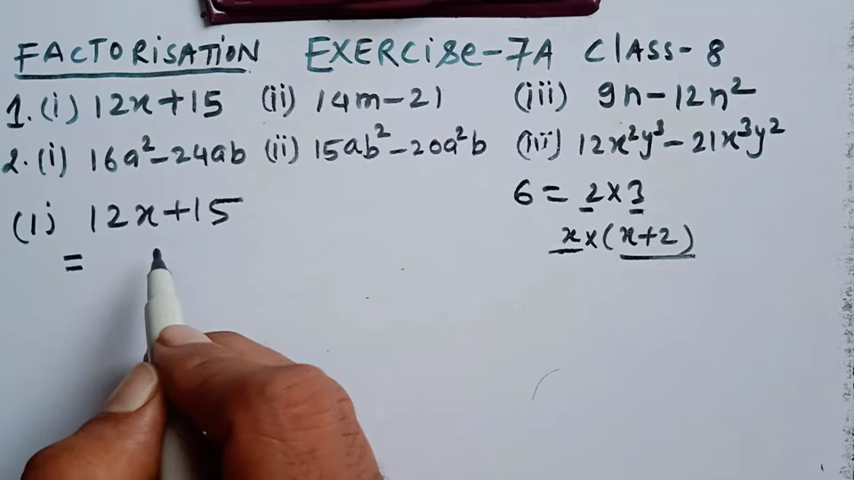 FACTORISATION EXERCISE-7A CLASS-8
1.(i) 12x+15 (ii) 14m-21 (iii) 9n-12n²
2.(i) 16a²-24ab (ii) 15ab²-20a²b (iii) 12x²y³-21x³y²
(i) 12x+15
6 = 2×3
x×(x+2)
=